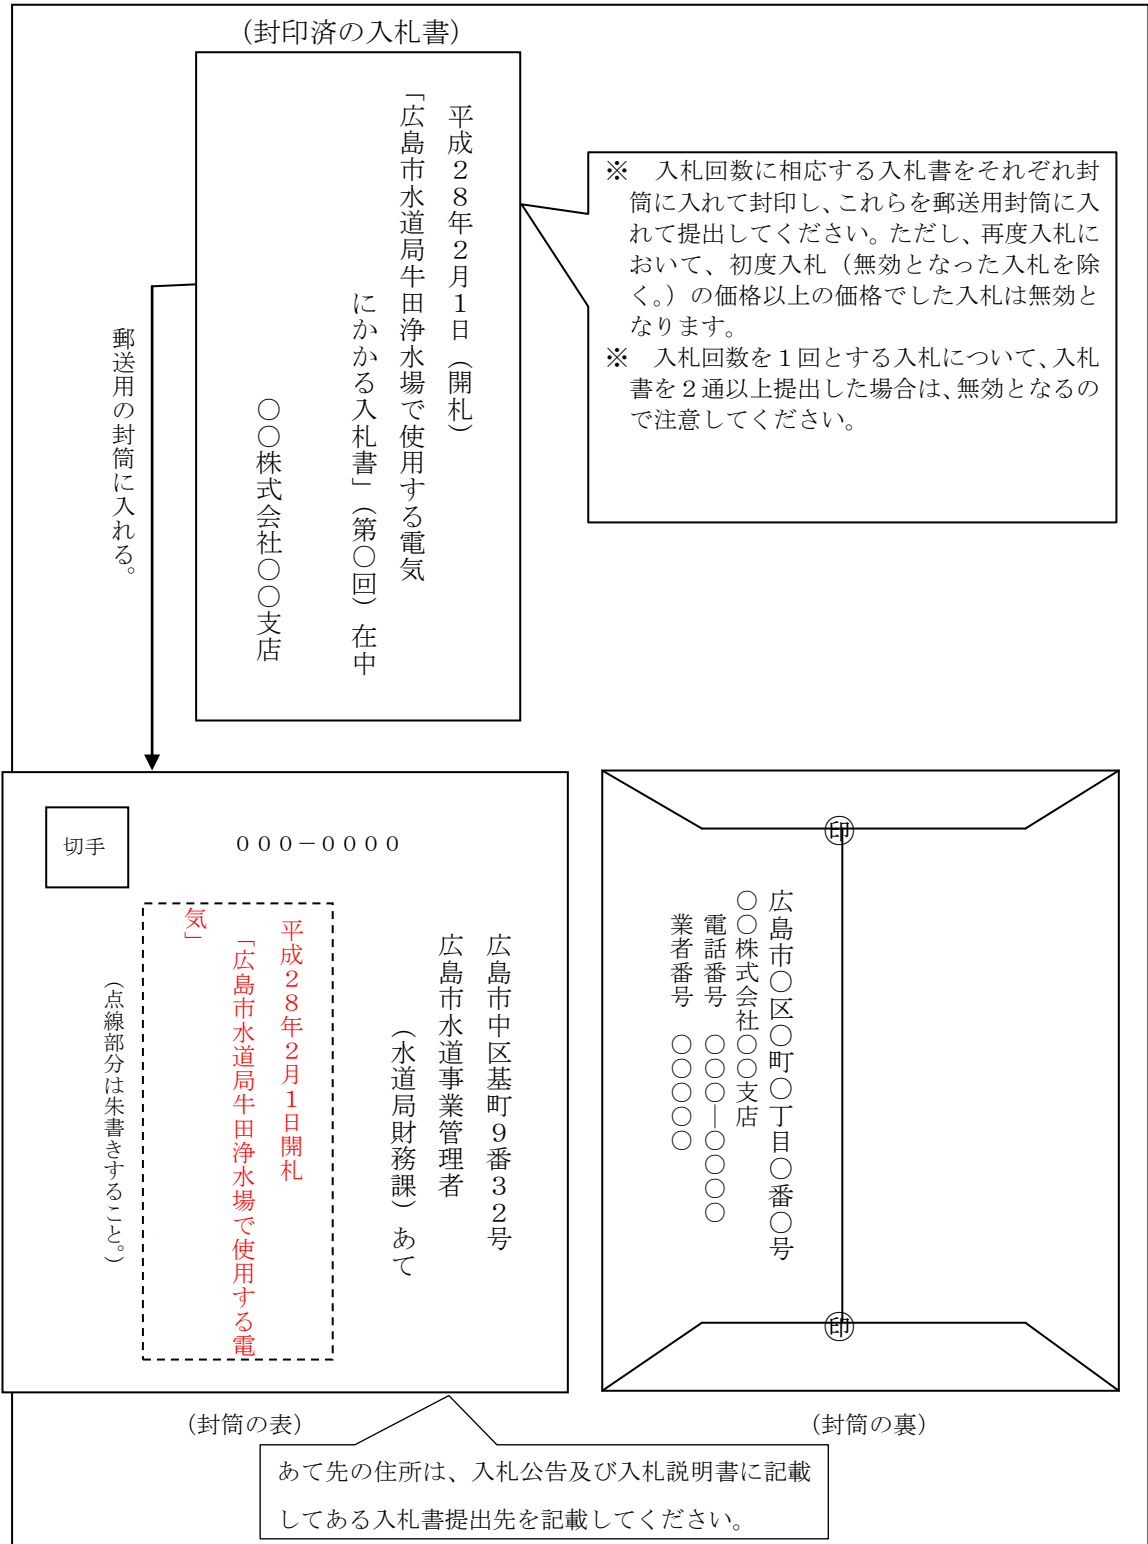 （封印済の入札書）
平成２８年２月１日（開札）
「広島市水道局牛田浄水場で使用する電気
にかかる入札書」（第〇回）在中
〇〇株式会社〇〇支店
※　入札回数に相応する入札書をそれぞれ封
筒に入れて封印し、これらを郵送用封筒に入
れて提出してください。ただし、再度入札に
おいて、初度入札（無効となった入札を除
く。）の価格以上の価格でした入札は無効と
なります。
※　入札回数を１回とする入札について、入札
書を２通以上提出した場合は、無効となるの
で注意してください。
郵送用の封筒に入れる。
切手
０００－００００
広島市中区基町９番３２号
広島市水道事業管理者
（水道局財務課）あて
平成２８年２月１日開札
「広島市水道局牛田浄水場で使用する電
気」
（点線部分は朱書きすること。）
（封筒の表）
㊞
広島市〇区〇町〇丁目〇番〇号
〇〇株式会社〇〇支店
電話番号　〇〇〇―〇〇〇〇
業者番号　〇〇〇〇〇
㊞
（封筒の裏）
あて先の住所は、入札公告及び入札説明書に記載
してある入札書提出先を記載してください。